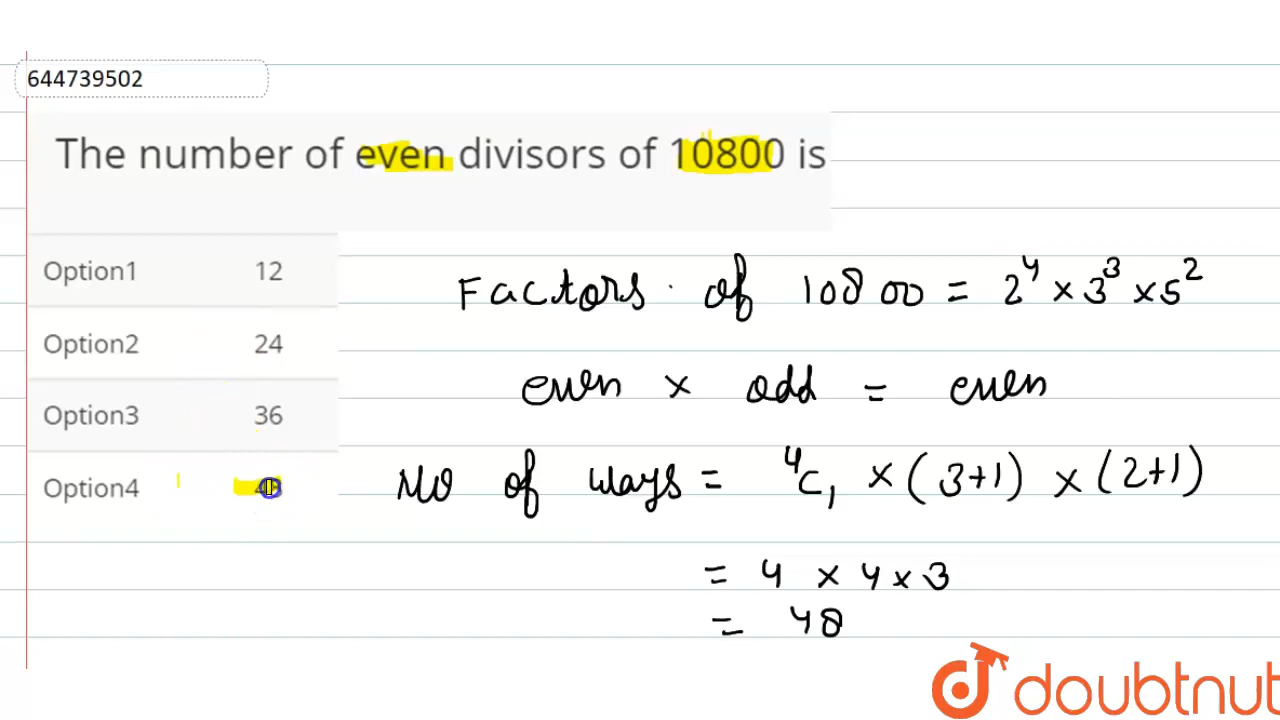 644739502
The number of even divisors of 10800 is
Option1 12
Option2 24
Option3 36
Option4 48
Factors of 10800 = 2⁴ × 3³ × 5²
even × odd = even
No of ways = ⁴C₁ × (3+1) × (2+1)
= 4 × 4 × 3
= 48
doubtnut